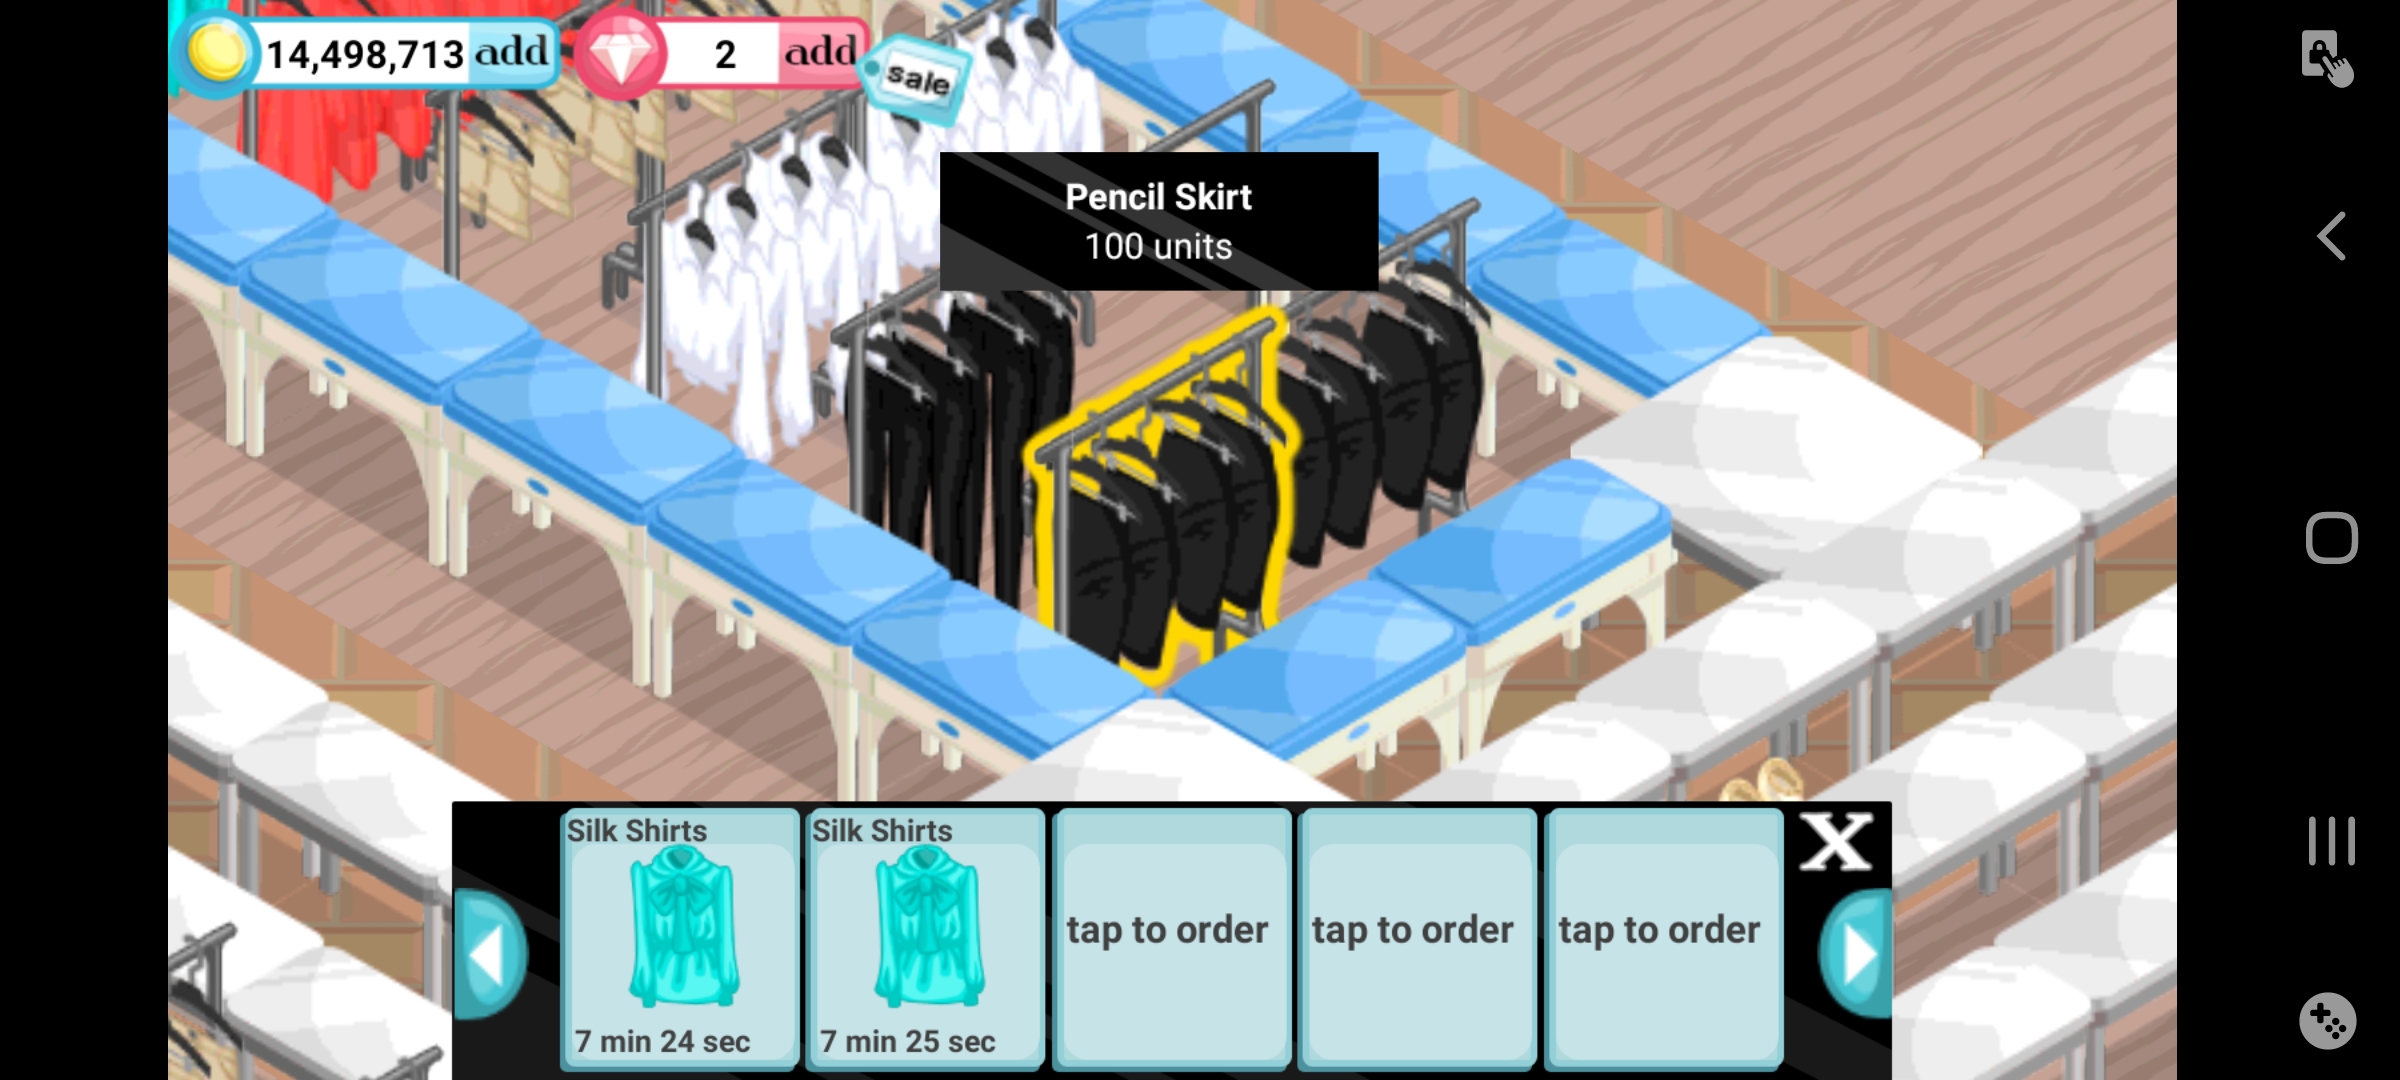 14,498,713 add
2 add
sale
Pencil Skirt
100 units
Silk Shirts
7 min 24 sec
Silk Shirts
7 min 25 sec
tap to order
tap to order
tap to order
X